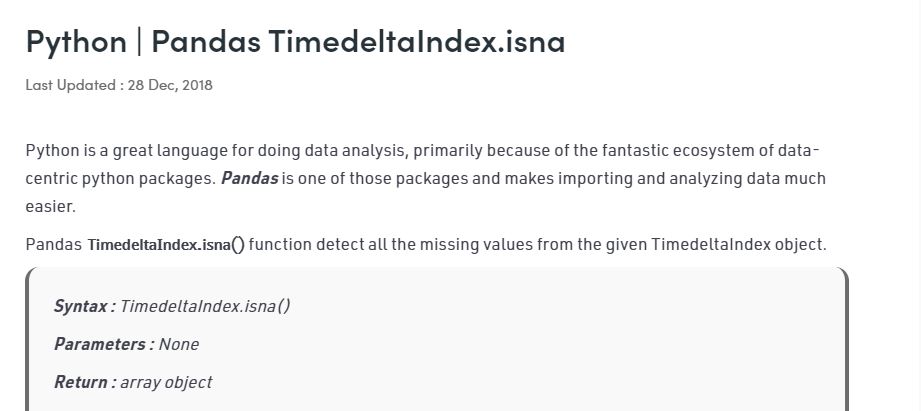 Python | Pandas TimedeltaIndex.isna
Last Updated : 28 Dec, 2018
Python is a great language for doing data analysis, primarily because of the fantastic ecosystem of data-
centric python packages. Pandas is one of those packages and makes importing and analyzing data much
easier.
Pandas TimedeltaIndex.isna() function detect all the missing values from the given TimedeltaIndex object.
Syntax : TimedeltaIndex.isna()
Parameters : None
Return : array object